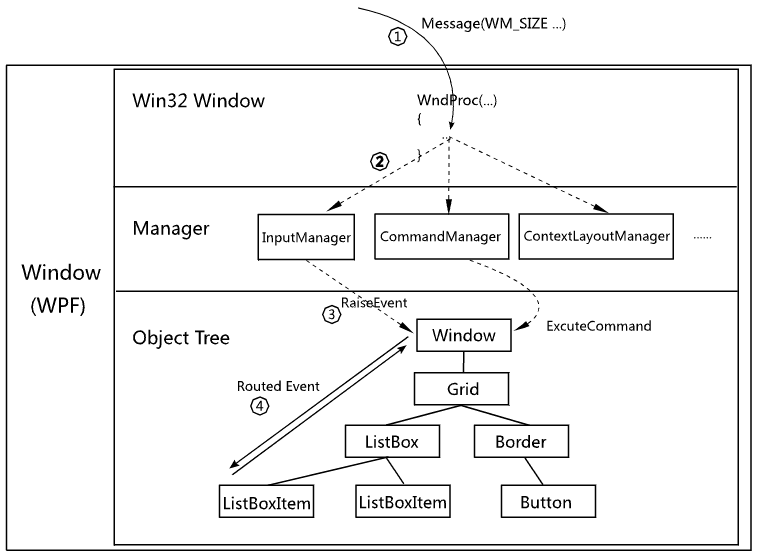 Message(WM_SIZE ...)
①
Win32 Window
WndProc(...)
{
...
}
②
Manager
InputManager
CommandManager
ContextLayoutManager
......
Window
(WPF)
③
RaiseEvent
ExcuteCommand
Object Tree
Window
Routed Event
④
Grid
ListBox
Border
ListBoxItem
ListBoxItem
Button